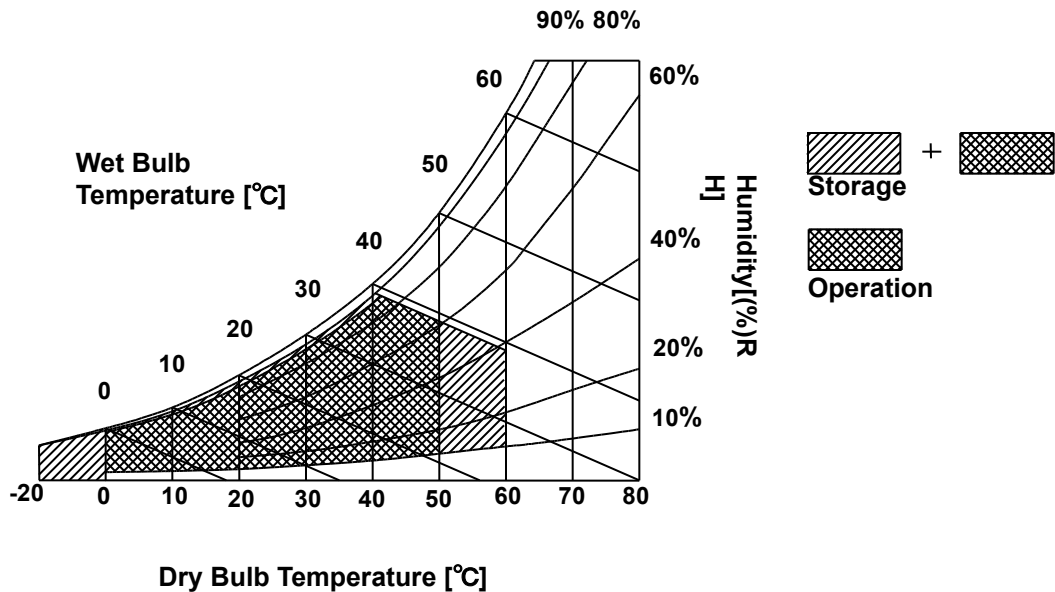 90% 80%
60
60%
50
Wet Bulb
Temperature [℃]
Humidity[(%)R
H]
40
40%
30
20
20%
10
10%
0
-20 0 10 20 30 40 50 60 70 80
Dry Bulb Temperature [℃]
+
Storage
Operation